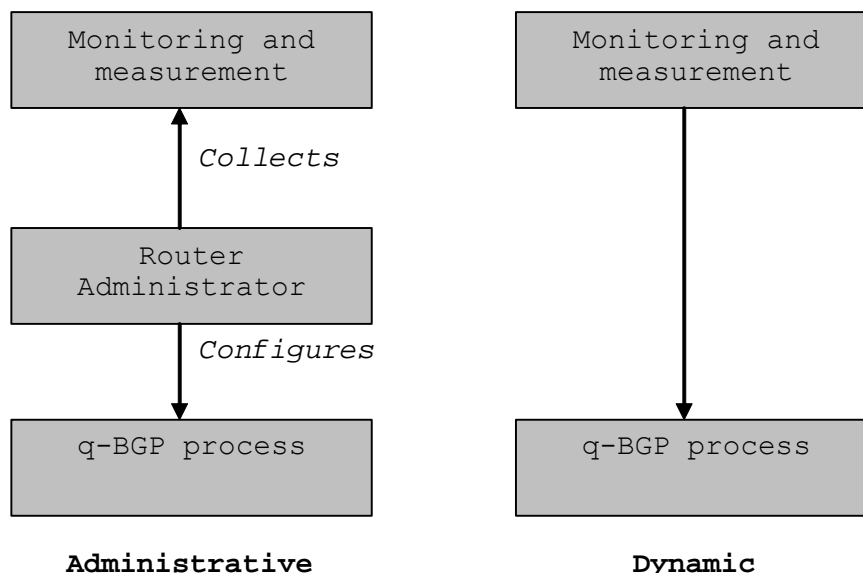 Monitoring and
measurement
Collects
Router
Administrator
Configures
q-BGP process
Administrative
Monitoring and
measurement
q-BGP process
Dynamic